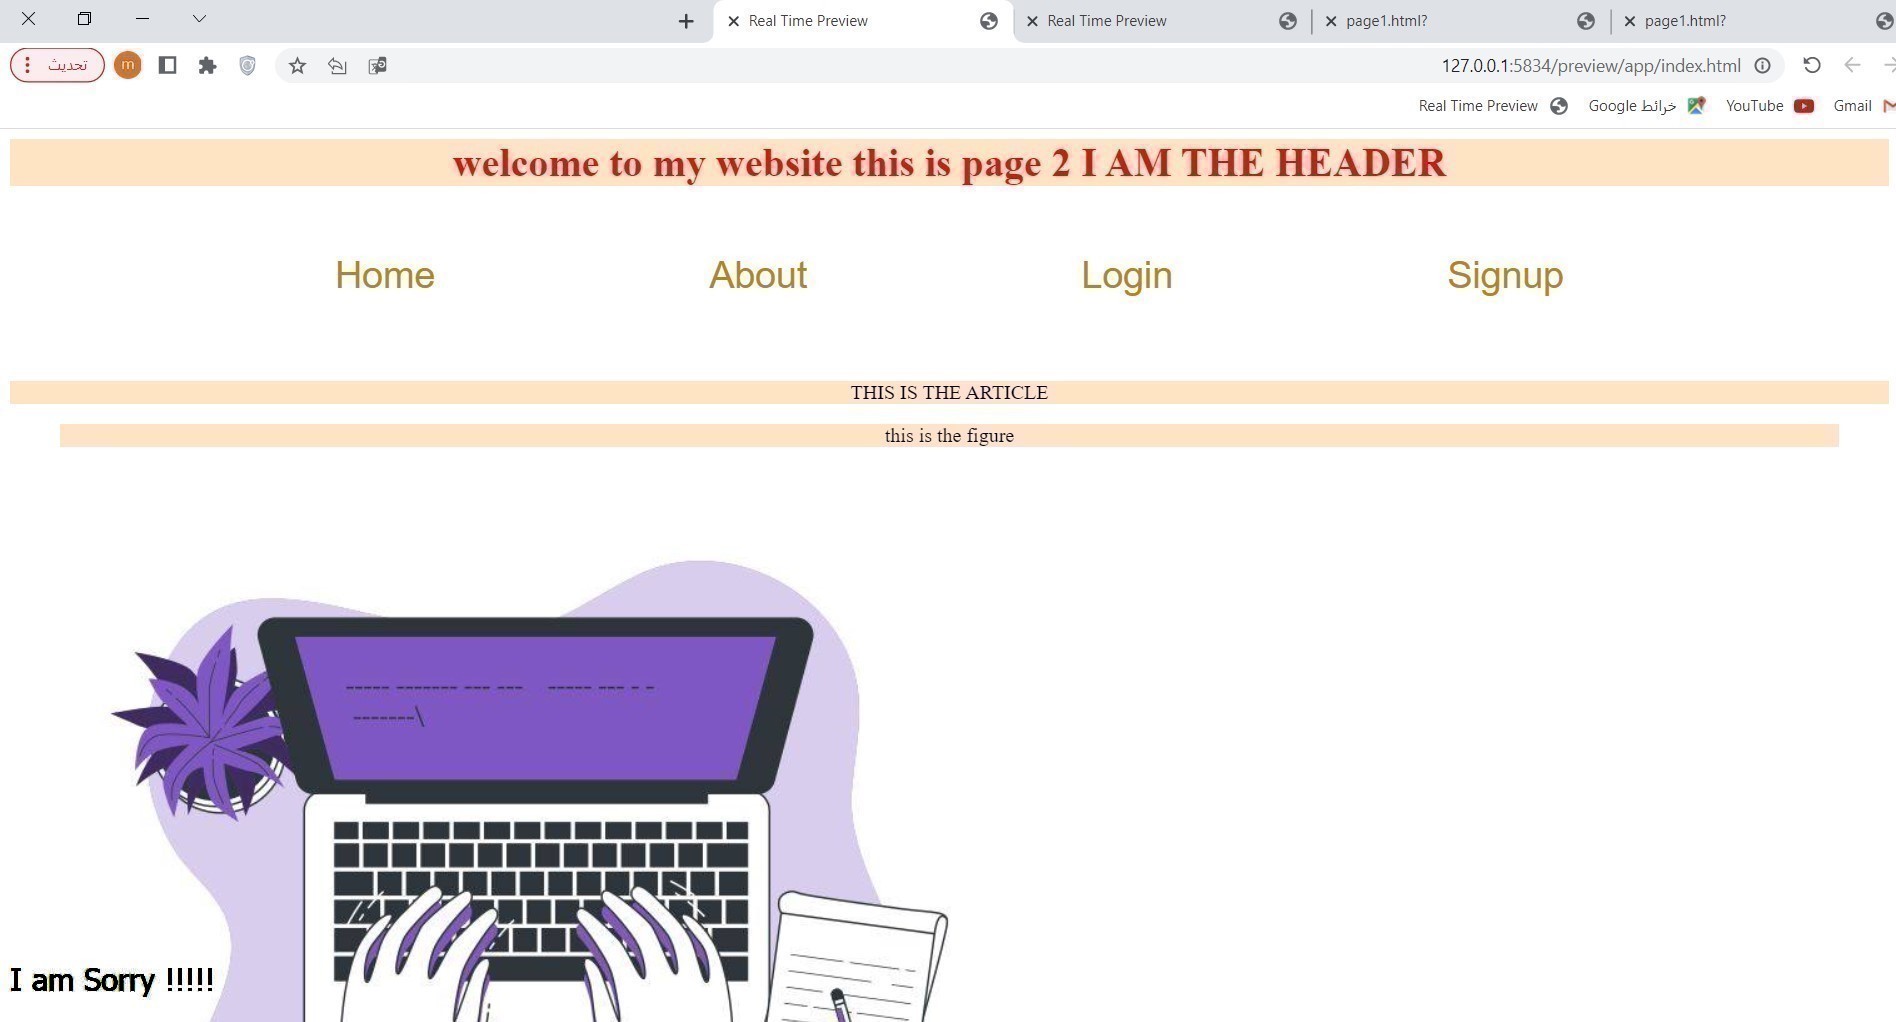 Real Time Preview
Real Time Preview
page1.html?
page1.html?
تحديث
m
127.0.0.1:5834/preview/app/index.html
Real Time Preview
خرائط Google
YouTube
Gmail
welcome to my website this is page 2 I AM THE HEADER
Home About Login Signup
THIS IS THE ARTICLE
this is the figure
I am Sorry !!!!!